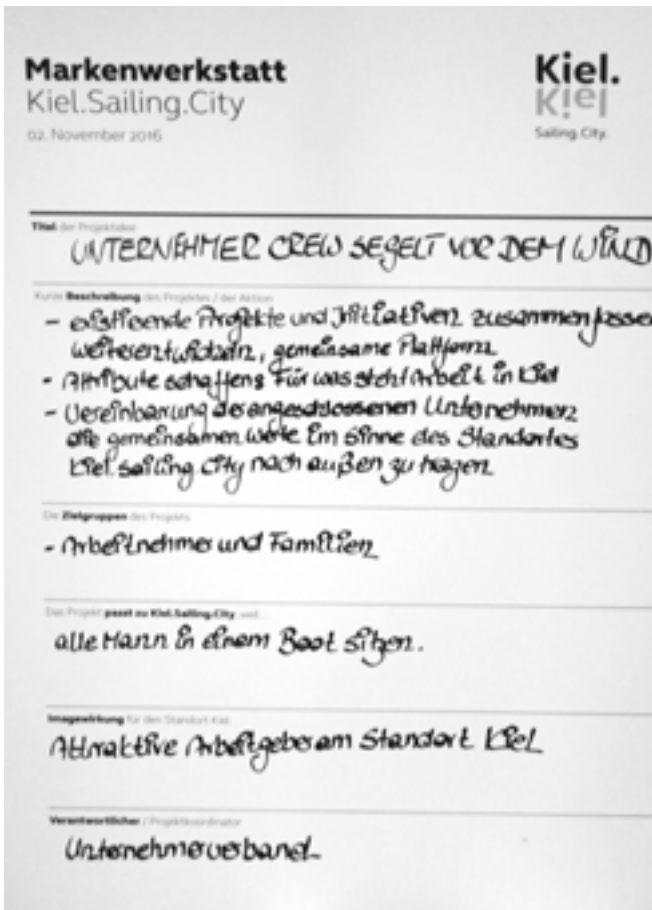 Markenwerkstatt
Kiel.Sailing.City
02. November 2016
Kiel.
Kiel
Sailing.City.
Titel der Projektidee
UNTERNEHMER CREW SEGELT VOR DEM WIND
Kurze Beschreibung des Projektes / der Aktion
- existierende Projekte und Initiativen zusammenfassen
weiterentwickeln, gemeinsame Plattform
- Attribute schaffens Für was steht Arbeit in Kiel
- Vereinbarung der angeschlossenen Unternehmen
die gemeinsamen Werte im Sinne des Standortes
Kiel.sailing.City nach außen zu tragen
Die Zielgruppen des Projekts
- Arbeitnehmer und Familien
Das Projekt passt zu Kiel.Sailing.City, weil ...
alle Mann in einem Boot sitzen.
Imagewirkung für den Standort Kiel
Attraktive Arbeitgeber am Standort Kiel
Verantwortlicher / Projektkoordinator
Unternehmerverband